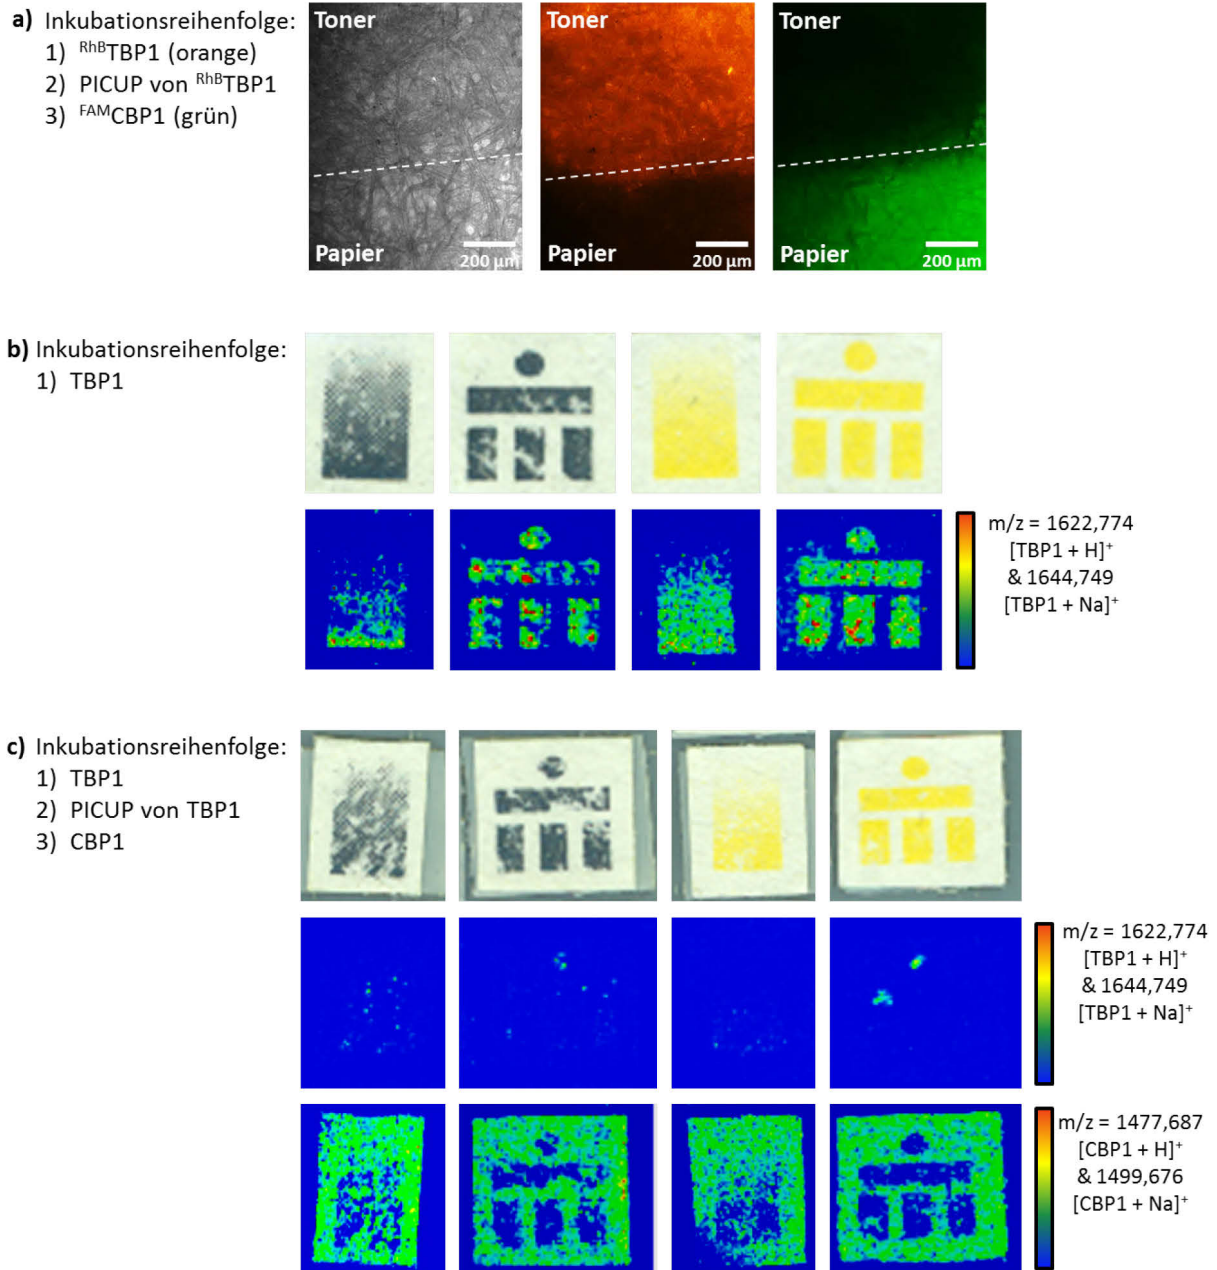 a) Inkubationsreihenfolge:
1) RhBTBP1 (orange)
2) PICUP von RhBTBP1
3) FAMCBP1 (grün)
Toner
Papier
200 µm
Toner
Papier
200 µm
Toner
Papier
200 µm
b) Inkubationsreihenfolge:
1) TBP1
m/z = 1622,774
[TBP1 + H]+
& 1644,749
[TBP1 + Na]+
c) Inkubationsreihenfolge:
1) TBP1
2) PICUP von TBP1
3) CBP1
m/z = 1622,774
[TBP1 + H]+
& 1644,749
[TBP1 + Na]+
m/z = 1477,687
[CBP1 + H]+
& 1499,676
[CBP1 + Na]+